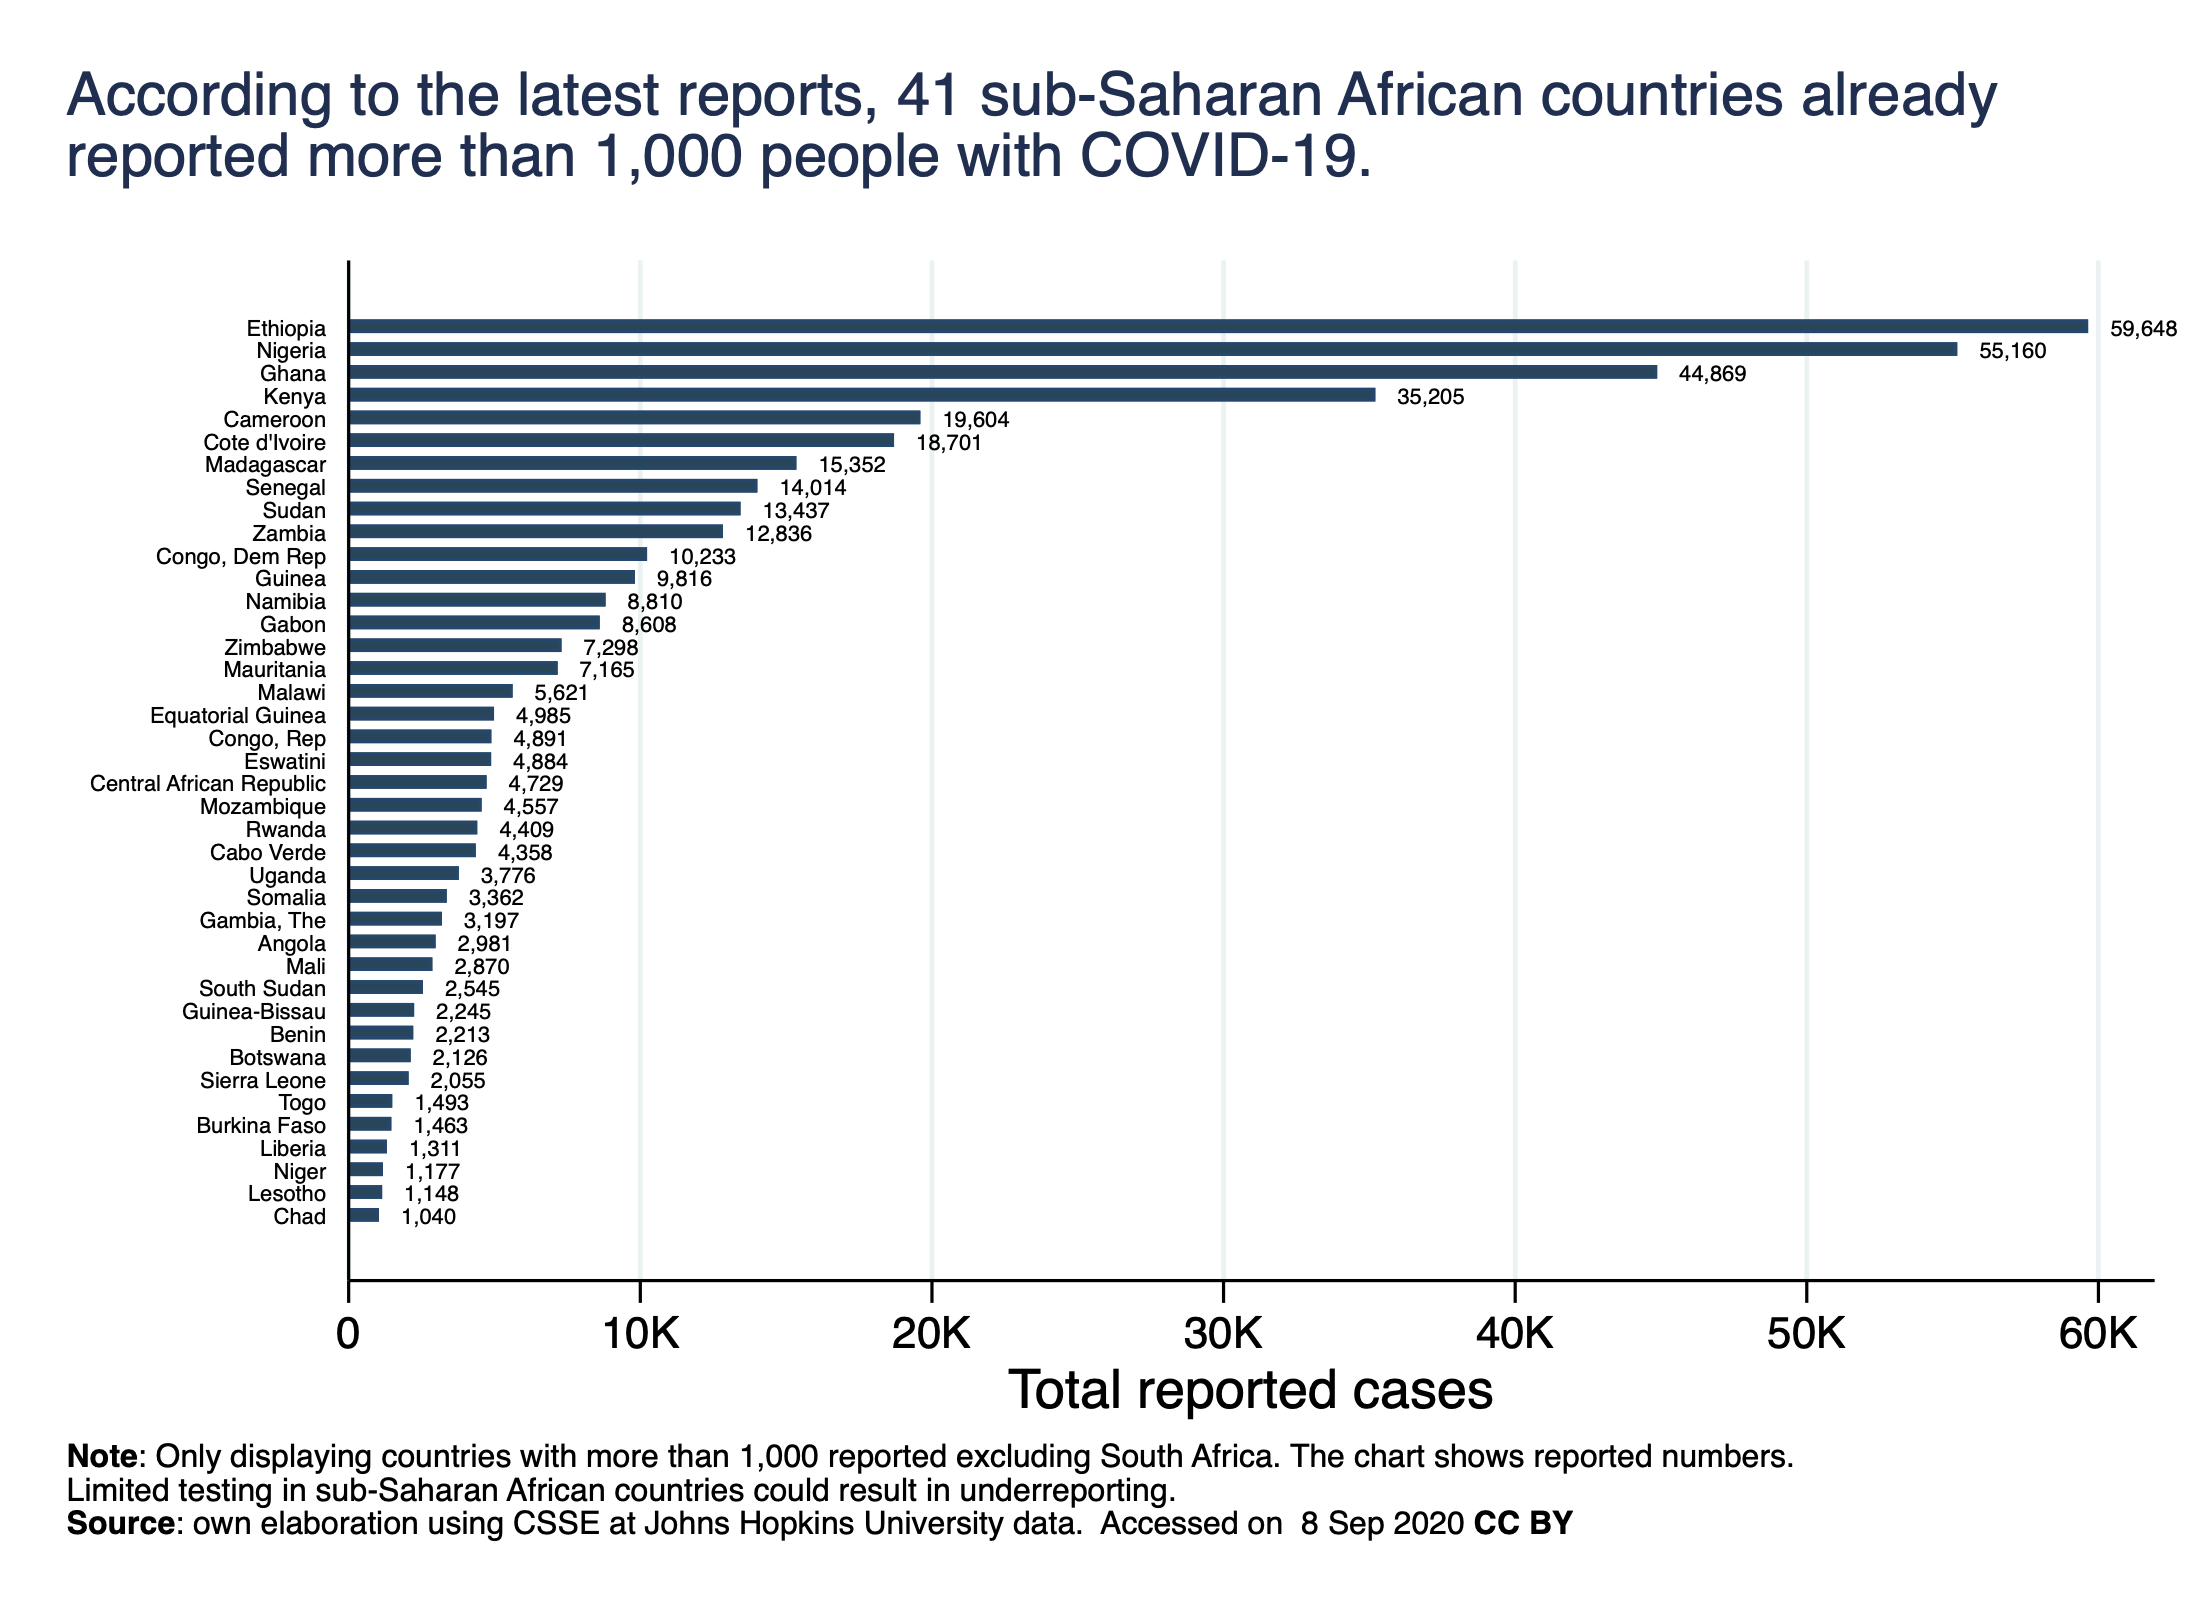 According to the latest reports, 41 sub-Saharan African countries already
reported more than 1,000 people with COVID-19.
Ethiopia 59,648
Nigeria 55,160
Ghana 44,869
Kenya 35,205
Cameroon 19,604
Cote d'Ivoire 18,701
Madagascar 15,352
Senegal 14,014
Sudan 13,437
Zambia 12,836
Congo, Dem Rep 10,233
Guinea 9,816
Namibia 8,810
Gabon 8,608
Zimbabwe 7,298
Mauritania 7,165
Malawi 5,621
Equatorial Guinea 4,985
Congo, Rep 4,891
Eswatini 4,884
Central African Republic 4,729
Mozambique 4,557
Rwanda 4,409
Cabo Verde 4,358
Uganda 3,776
Somalia 3,362
Gambia, The 3,197
Angola 2,981
Mali 2,870
South Sudan 2,545
Guinea-Bissau 2,245
Benin 2,213
Botswana 2,126
Sierra Leone 2,055
Togo 1,493
Burkina Faso 1,463
Liberia 1,311
Niger 1,177
Lesotho 1,148
Chad 1,040
0 10K 20K 30K 40K 50K 60K
Total reported cases
Note: Only displaying countries with more than 1,000 reported excluding South Africa. The chart shows reported numbers.
Limited testing in sub-Saharan African countries could result in underreporting.
Source: own elaboration using CSSE at Johns Hopkins University data.  Accessed on  8 Sep 2020 CC BY